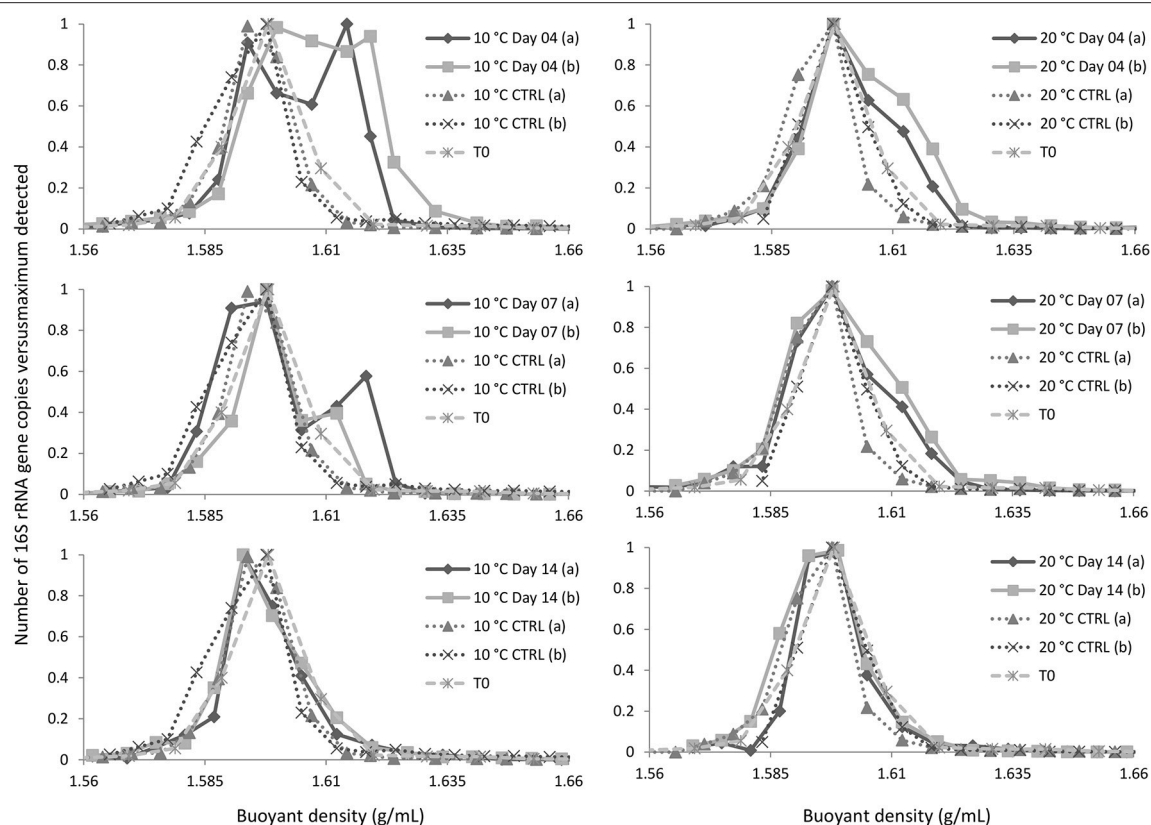 Number of 16S rRNA gene copies versusmaximum detected
1
0.8
0.6
0.4
0.2
0
1.56
1.585
1.61
1.635
1.66
10 °C Day 04 (a)
10 °C Day 04 (b)
10 °C CTRL (a)
10 °C CTRL (b)
T0
1
0.8
0.6
0.4
0.2
0
1.56
1.585
1.61
1.635
1.66
20 °C Day 04 (a)
20 °C Day 04 (b)
20 °C CTRL (a)
20 °C CTRL (b)
T0
1
0.8
0.6
0.4
0.2
0
1.56
1.585
1.61
1.635
1.66
10 °C Day 07 (a)
10 °C Day 07 (b)
10 °C CTRL (a)
10 °C CTRL (b)
T0
1
0.8
0.6
0.4
0.2
0
1.56
1.585
1.61
1.635
1.66
20 °C Day 07 (a)
20 °C Day 07 (b)
20 °C CTRL (a)
20 °C CTRL (b)
T0
1
0.8
0.6
0.4
0.2
0
1.56
1.585
1.61
1.635
1.66
10 °C Day 14 (a)
10 °C Day 14 (b)
10 °C CTRL (a)
10 °C CTRL (b)
T0
Buoyant density (g/mL)
1
0.8
0.6
0.4
0.2
0
1.56
1.585
1.61
1.635
1.66
20 °C Day 14 (a)
20 °C Day 14 (b)
20 °C CTRL (a)
20 °C CTRL (b)
T0
Buoyant density (g/mL)